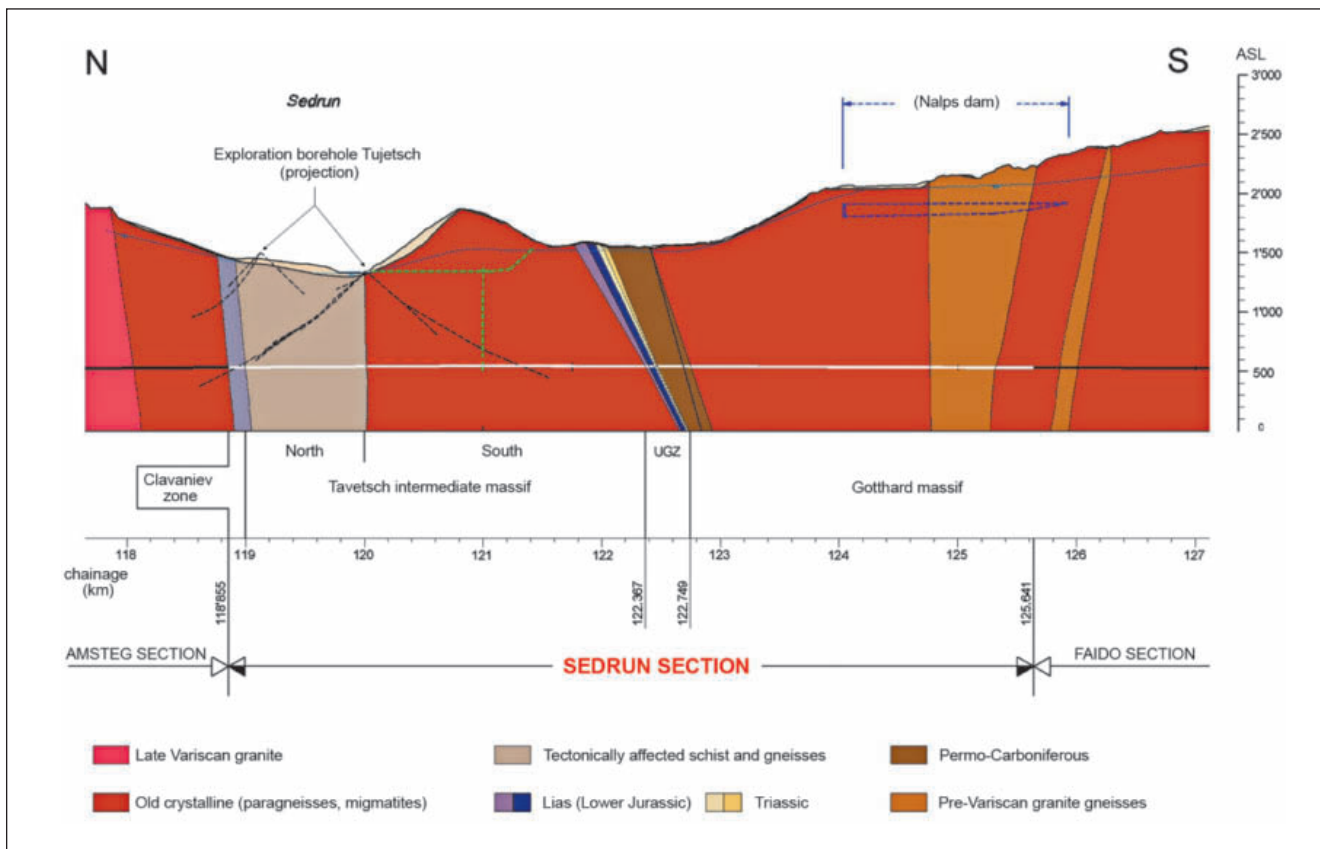 N
S
ASL
3'000
2'500
2'000
1'500
1'000
500
0
Sedrun
(Nalps dam)
Exploration borehole Tujetsch
(projection)
North
South
UGZ
Clavaniev
zone
Tavetsch intermediate massif
Gotthard massif
118
119
120
121
122
123
124
125
126
127
chainage
(km)
118'855
122.367
122.749
125.641
AMSTEG SECTION
SEDRUN SECTION
FAIDO SECTION
Late Variscan granite
Tectonically affected schist and gneisses
Permo-Carboniferous
Old crystalline (paragneisses, migmatites)
Lias (Lower Jurassic)
Triassic
Pre-Variscan granite gneisses